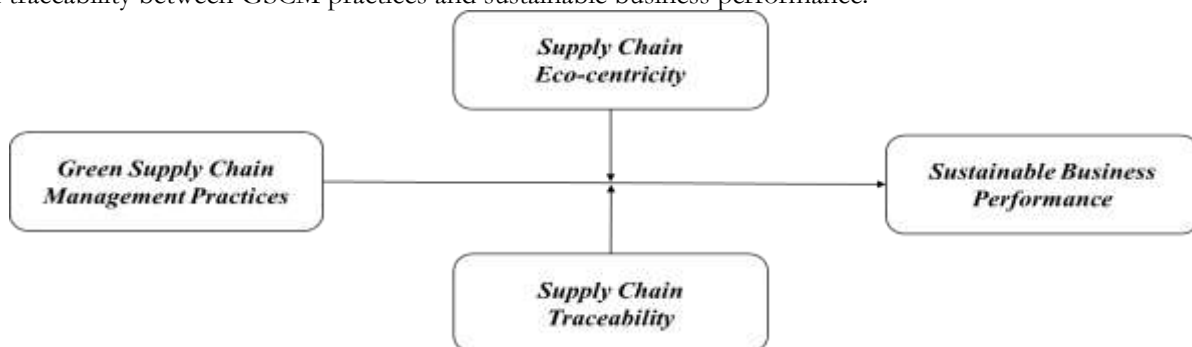 traceability between GSCM practices and sustainable business performance.
Supply Chain
Eco-centricity
Green Supply Chain
Management Practices
Sustainable Business
Performance
Supply Chain
Traceability